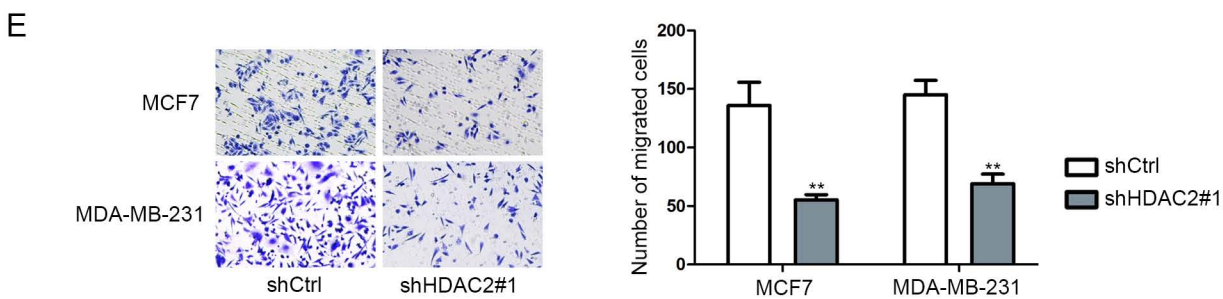 E
MCF7
MDA-MB-231
shCtrl
shHDAC2#1
Number of migrated cells
200
150
100
50
0
**
**
MCF7
MDA-MB-231
shCtrl
shHDAC2#1